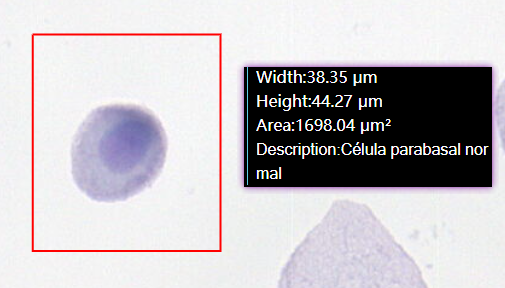 Width:38.35 µm
Height:44.27 µm
Area:1698.04 µm²
Description:Célula parabasal nor
mal